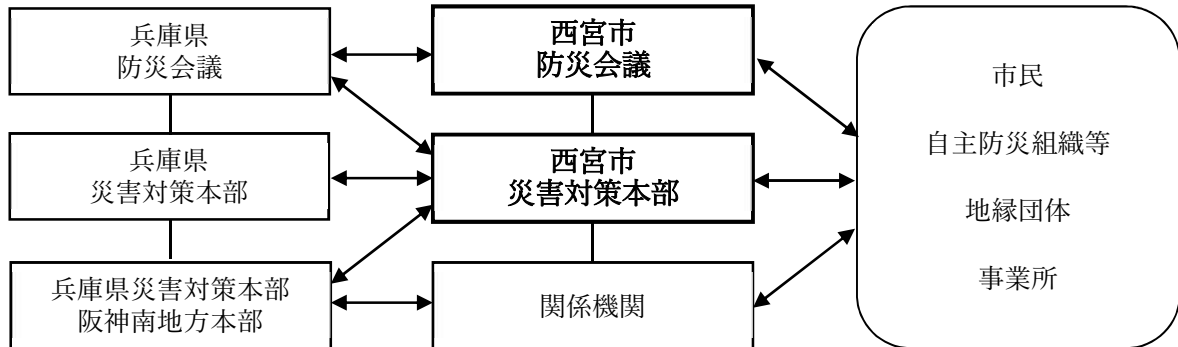 兵庫県
防災会議
西宮市
防災会議
兵庫県
災害対策本部
西宮市
災害対策本部
兵庫県災害対策本部
阪神南地方本部
関係機関
市民
自主防災組織等
地縁団体
事業所